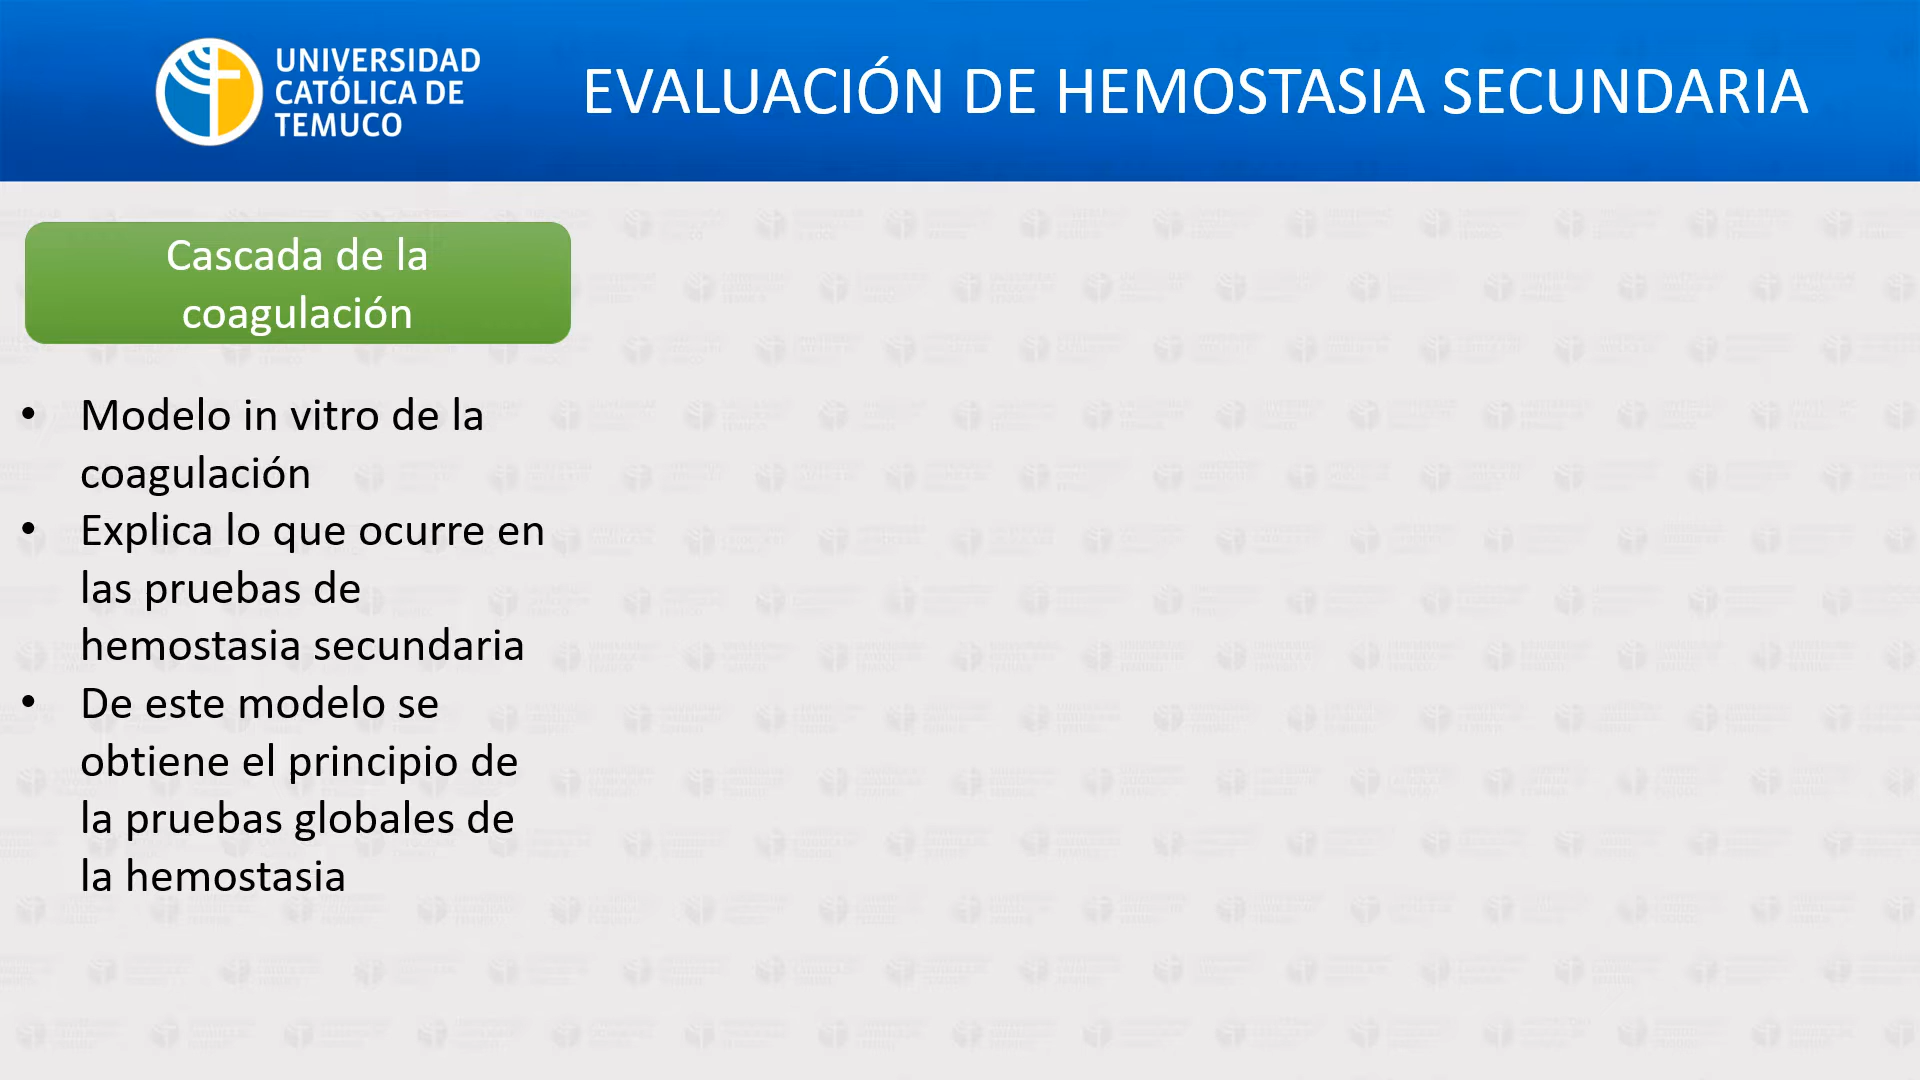 UNIVERSIDAD
CATÓLICA DE
TEMUCO
EVALUACIÓN DE HEMOSTASIA SECUNDARIA
Cascada de la
coagulación
• Modelo in vitro de la
coagulación
• Explica lo que ocurre en
las pruebas de
hemostasia secundaria
• De este modelo se
obtiene el principio de
la pruebas globales de
la hemostasia